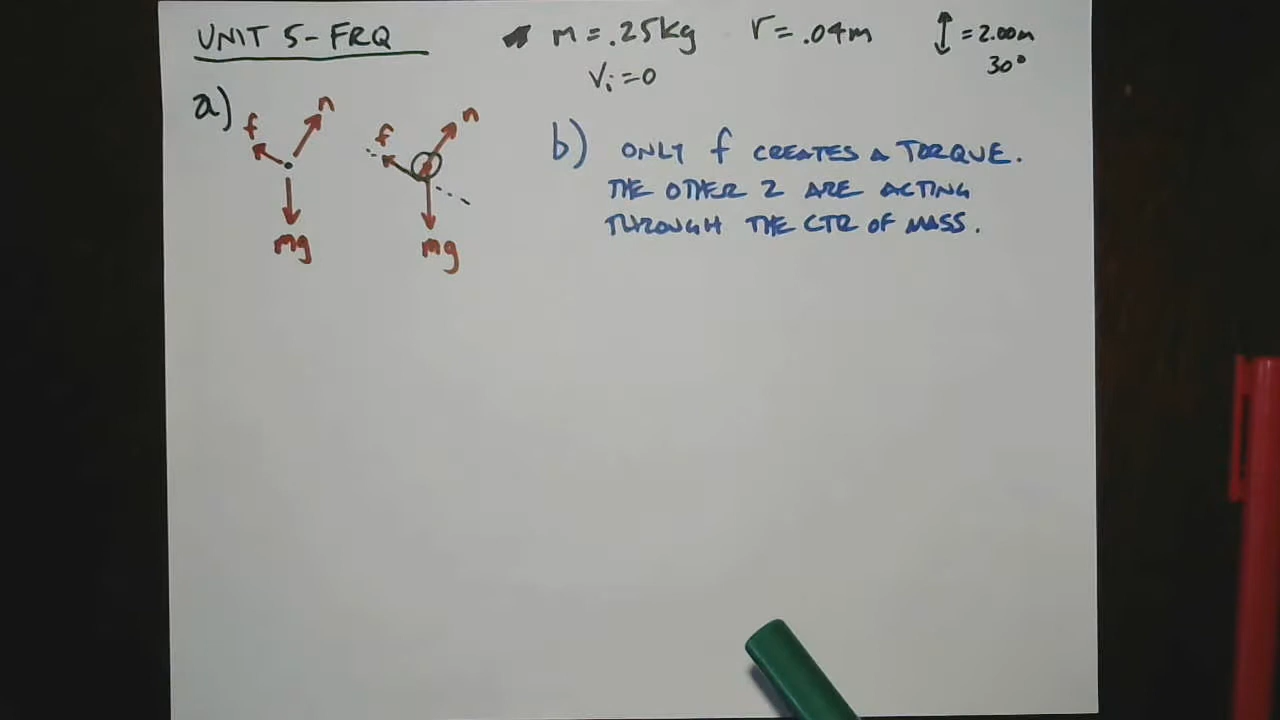 UNIT 5-FRQ
m = .25kg r = .04m ↕ = 2.00m
vi = 0 30°
a) f n mg
f n mg
b) ONLY f CREATES A TORQUE.
THE OTHER 2 ARE ACTING
THROUGH THE CTR OF MASS.